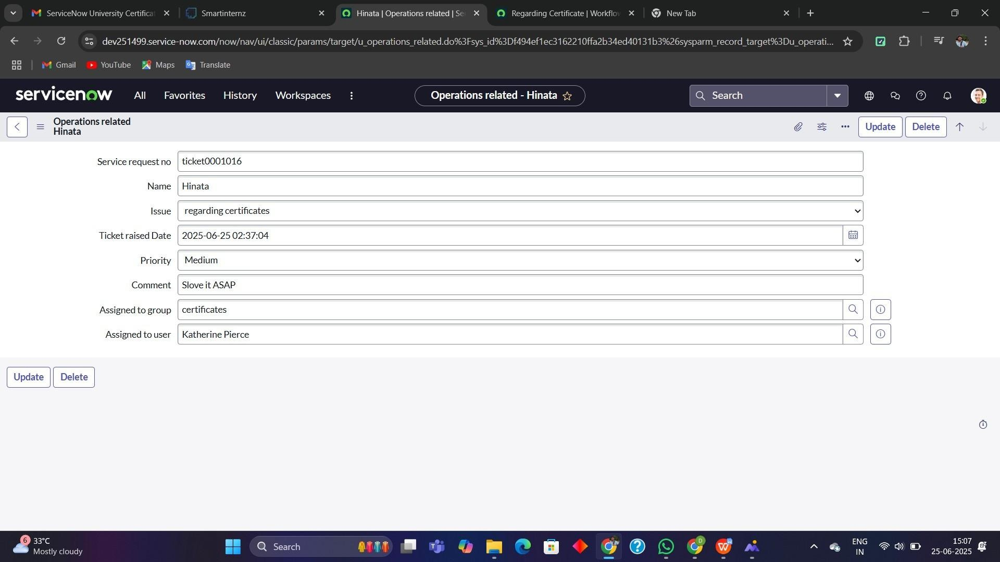 ServiceNow University Certifica
Smartinternz
Hinata | Operations related | Se
Regarding Certificate | Workflov
New Tab
dev251499.service-now.com/now/nav/ui/classic/params/target/u_operations_related.do%3Fsys_id%3Df494ef1ec3162210ffa2b34ed40131b3%26sysparm_record_target%3Du_operati...
Gmail
YouTube
Maps
Translate
servicenow
All
Favorites
History
Workspaces
Operations related - Hinata
Search
Operations related
Hinata
Update
Delete
Service request no
ticket0001016
Name
Hinata
Issue
regarding certificates
Ticket raised Date
2025-06-25 02:37:04
Priority
Medium
Comment
Slove it ASAP
Assigned to group
certificates
Assigned to user
Katherine Pierce
Update
Delete
6
33°C
Mostly cloudy
Search
D
ENG
IN
15:07
25-06-2025